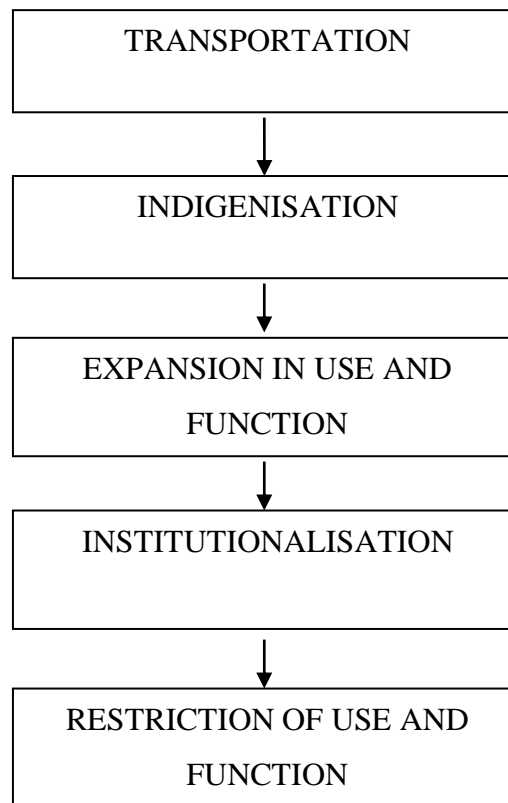 TRANSPORTATION
INDIGENISATION
EXPANSION IN USE AND
FUNCTION
INSTITUTIONALISATION
RESTRICTION OF USE AND
FUNCTION